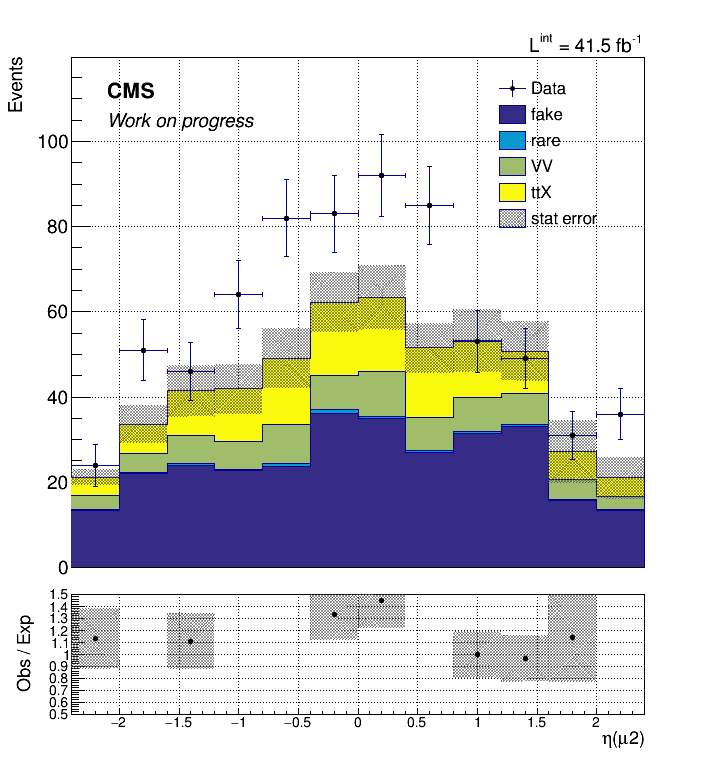 L^int = 41.5 fb^-1
Events
CMS
Work on progress
Data
fake
rare
VV
ttX
stat error
100
80
60
40
20
0
Obs / Exp
1.5
1.4
1.3
1.2
1.1
1
0.9
0.8
0.7
0.6
0.5
−2 −1.5 −1 −0.5 0 0.5 1 1.5 2
η(μ2)